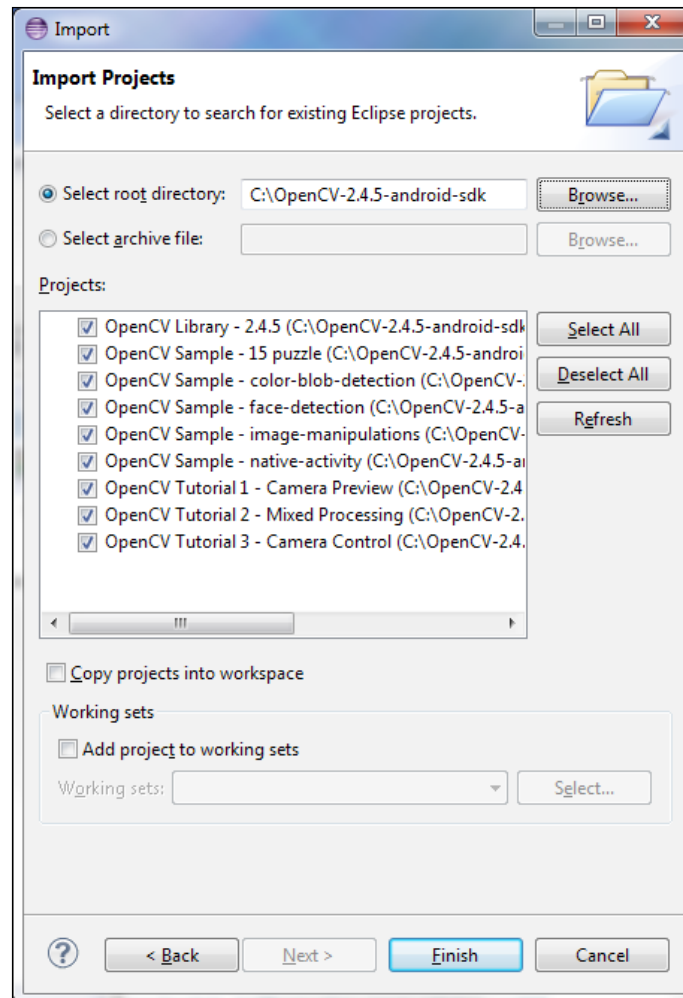 Import
Import Projects
Select a directory to search for existing Eclipse projects.
Select root directory: C:\OpenCV-2.4.5-android-sdk Browse...
Select archive file: Browse...
Projects:
OpenCV Library - 2.4.5 (C:\OpenCV-2.4.5-android-sdk
OpenCV Sample - 15 puzzle (C:\OpenCV-2.4.5-androi
OpenCV Sample - color-blob-detection (C:\OpenCV-
OpenCV Sample - face-detection (C:\OpenCV-2.4.5-a
OpenCV Sample - image-manipulations (C:\OpenCV-
OpenCV Sample - native-activity (C:\OpenCV-2.4.5-a
OpenCV Tutorial 1 - Camera Preview (C:\OpenCV-2.4
OpenCV Tutorial 2 - Mixed Processing (C:\OpenCV-2.
OpenCV Tutorial 3 - Camera Control (C:\OpenCV-2.4.
Select All
Deselect All
Refresh
Copy projects into workspace
Working sets
Add project to working sets
Working sets: Select...
? < Back Next > Finish Cancel